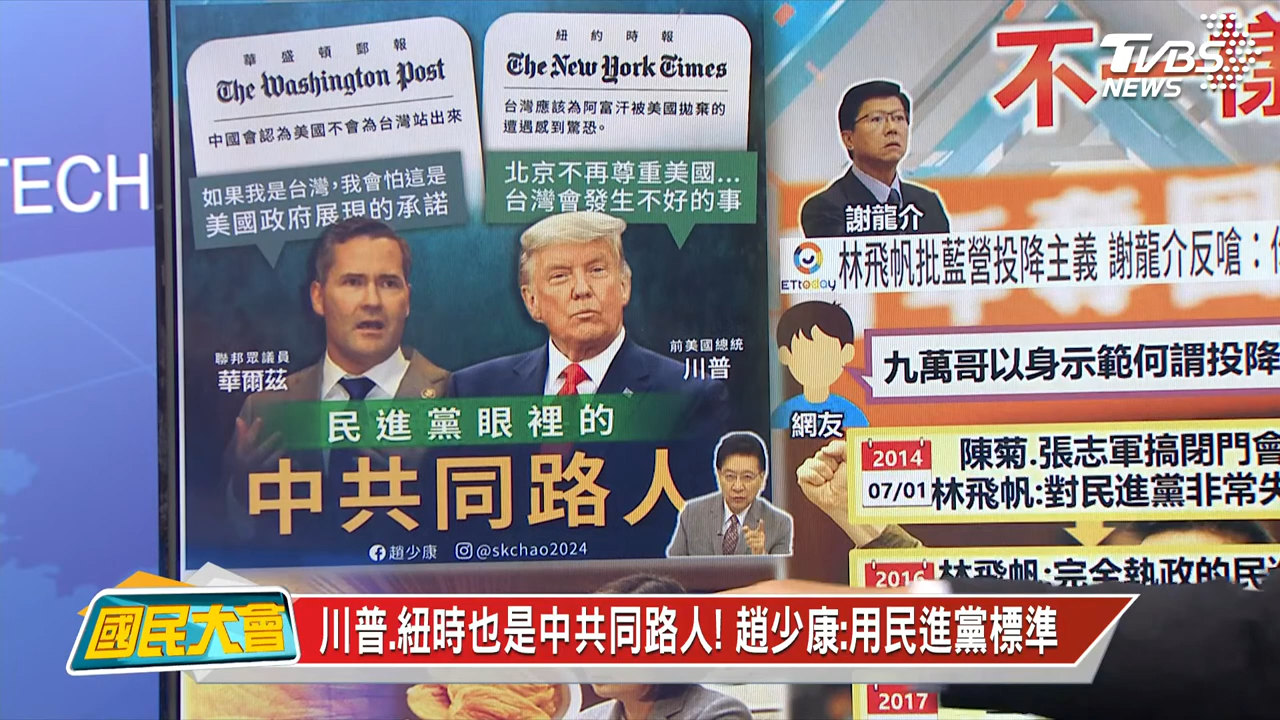 TECH
華盛頓郵報
The Washington Post
中國會認為美國不會為台灣站出來
如果我是台灣，我會怕這是
美國政府展現的承諾
紐約時報
The New York Times
台灣應該為阿富汗被美國拋棄的
遭遇感到驚恐。
北京不再尊重美國...
台灣會發生不好的事
聯邦眾議員
華爾茲
前美國總統
川普
民進黨眼裡的
中共同路人
趙少康 @skchao2024
TVBS
NEWS
不一樣
謝龍介
ETtoday
林飛帆批藍營投降主義 謝龍介反嗆：
網友
九萬哥以身示範何謂投降
2014
07/01
陳菊.張志軍搞閉門會
林飛帆:對民進黨非常失
2016
林飛帆:完全執政的民進
2017
國民大會
川普.紐時也是中共同路人! 趙少康:用民進黨標準